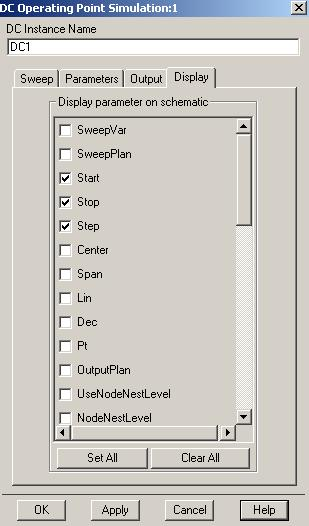 DC Operating Point Simulation:1
DC Instance Name
DC1
Sweep Parameters Output Display
Display parameter on schematic
SweepVar
SweepPlan
Start
Stop
Step
Center
Span
Lin
Dec
Pt
OutputPlan
UseNodeNestLevel
NodeNestLevel
Set All Clear All
OK Apply Cancel Help